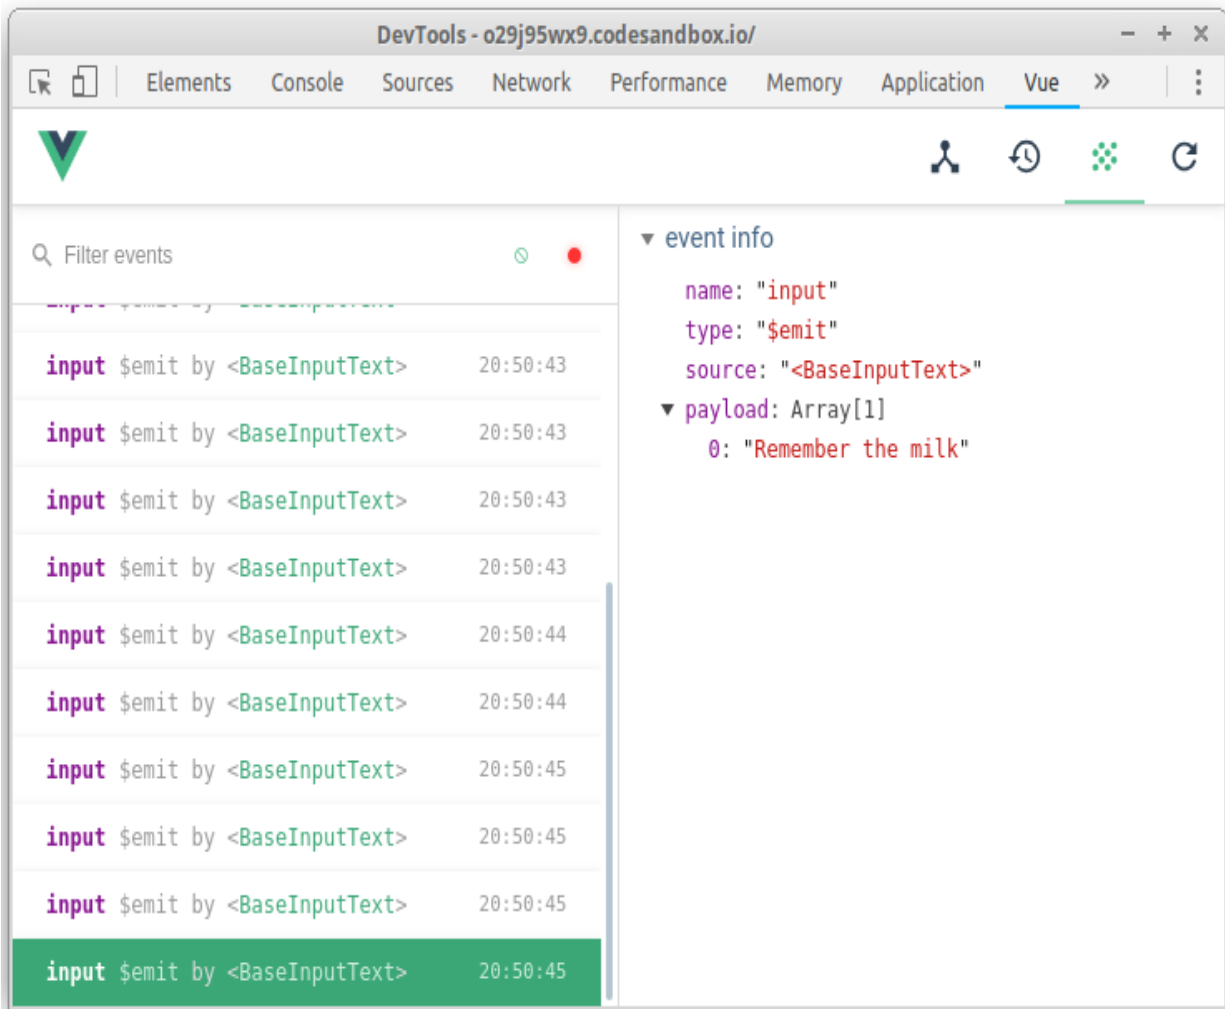 DevTools - o29j95wx9.codesandbox.io/
Elements Console Sources Network Performance Memory Application Vue »
Filter events
input $emit by <BaseInputText>
input $emit by <BaseInputText> 20:50:43
input $emit by <BaseInputText> 20:50:43
input $emit by <BaseInputText> 20:50:43
input $emit by <BaseInputText> 20:50:43
input $emit by <BaseInputText> 20:50:44
input $emit by <BaseInputText> 20:50:44
input $emit by <BaseInputText> 20:50:45
input $emit by <BaseInputText> 20:50:45
input $emit by <BaseInputText> 20:50:45
input $emit by <BaseInputText> 20:50:45
▼ event info
name: "input"
type: "$emit"
source: "<BaseInputText>"
▼ payload: Array[1]
0: "Remember the milk"